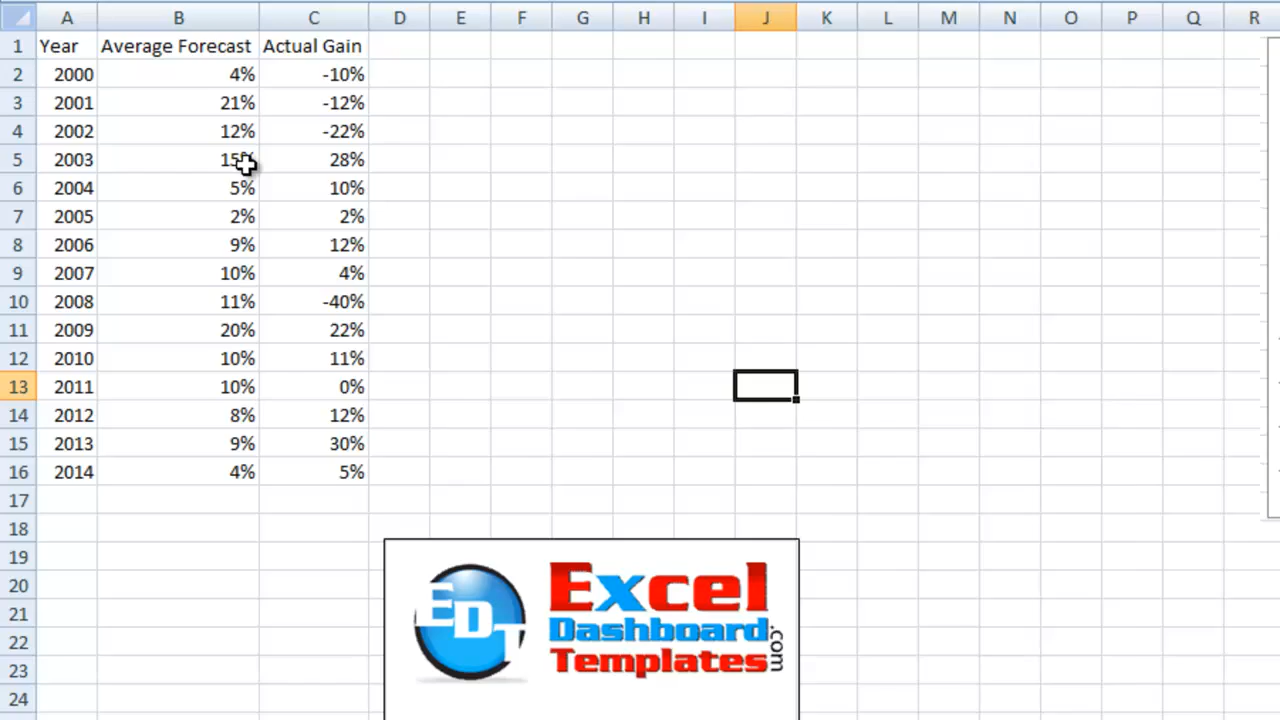 A B C D E F G H I J K L M N O P Q R
1 Year Average Forecast Actual Gain
2 2000 4% -10%
3 2001 21% -12%
4 2002 12% -22%
5 2003 15% 28%
6 2004 5% 10%
7 2005 2% 2%
8 2006 9% 12%
9 2007 10% 4%
10 2008 11% -40%
11 2009 20% 22%
12 2010 10% 11%
13 2011 10% 0%
14 2012 8% 12%
15 2013 9% 30%
16 2014 4% 5%
17
18
19
20
21
22
23
24
EDT
Excel
Dashboard
Templates
.com